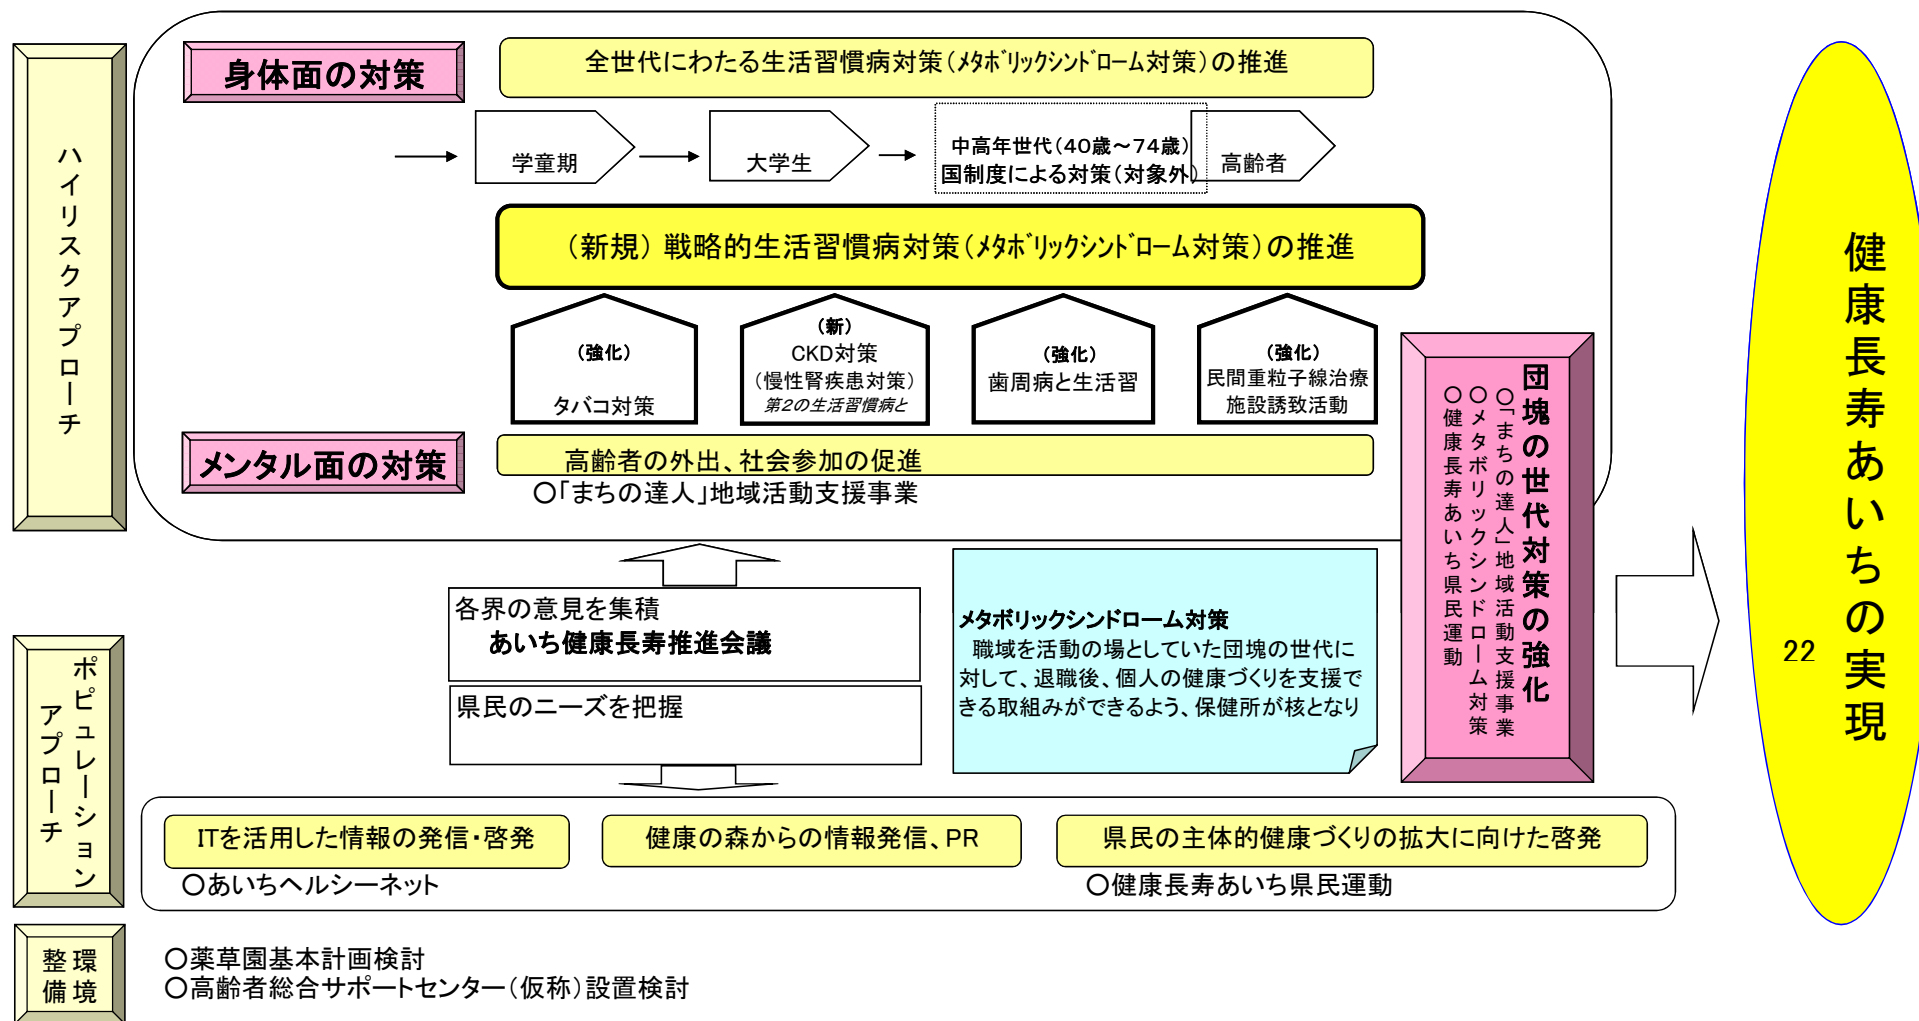 ハイリスクアプローチ
身体面の対策
全世代にわたる生活習慣病対策(ﾒﾀﾎﾞﾘｯｸｼﾝﾄﾞﾛｰﾑ対策)の推進
学童期
大学生
中高年世代(40歳～74歳)
国制度による対策(対象外)
高齢者
(新規) 戦略的生活習慣病対策(ﾒﾀﾎﾞﾘｯｸｼﾝﾄﾞﾛｰﾑ対策)の推進
(強化)
タバコ対策
(新)
CKD対策
(慢性腎疾患対策)
第2の生活習慣病と
(強化)
歯周病と生活習
(強化)
民間重粒子線治療
施設誘致活動
メンタル面の対策
高齢者の外出、社会参加の促進
○「まちの達人」地域活動支援事業
団塊の世代対策の強化
○「まちの達人」地域活動支援事業
○メタボリックシンドローム対策
○健康長寿あいち県民運動
健康長寿あいちの実現
22
各界の意見を集積
あいち健康長寿推進会議
県民のニーズを把握
メタボリックシンドローム対策
職域を活動の場としていた団塊の世代に
対して、退職後、個人の健康づくりを支援で
きる取組みができるよう、保健所が核となり
ポピュレーション
アプローチ
ITを活用した情報の発信・啓発
○あいちヘルシーネット
健康の森からの情報発信、PR
県民の主体的健康づくりの拡大に向けた啓発
○健康長寿あいち県民運動
環境
整備
○薬草園基本計画検討
○高齢者総合サポートセンター(仮称)設置検討